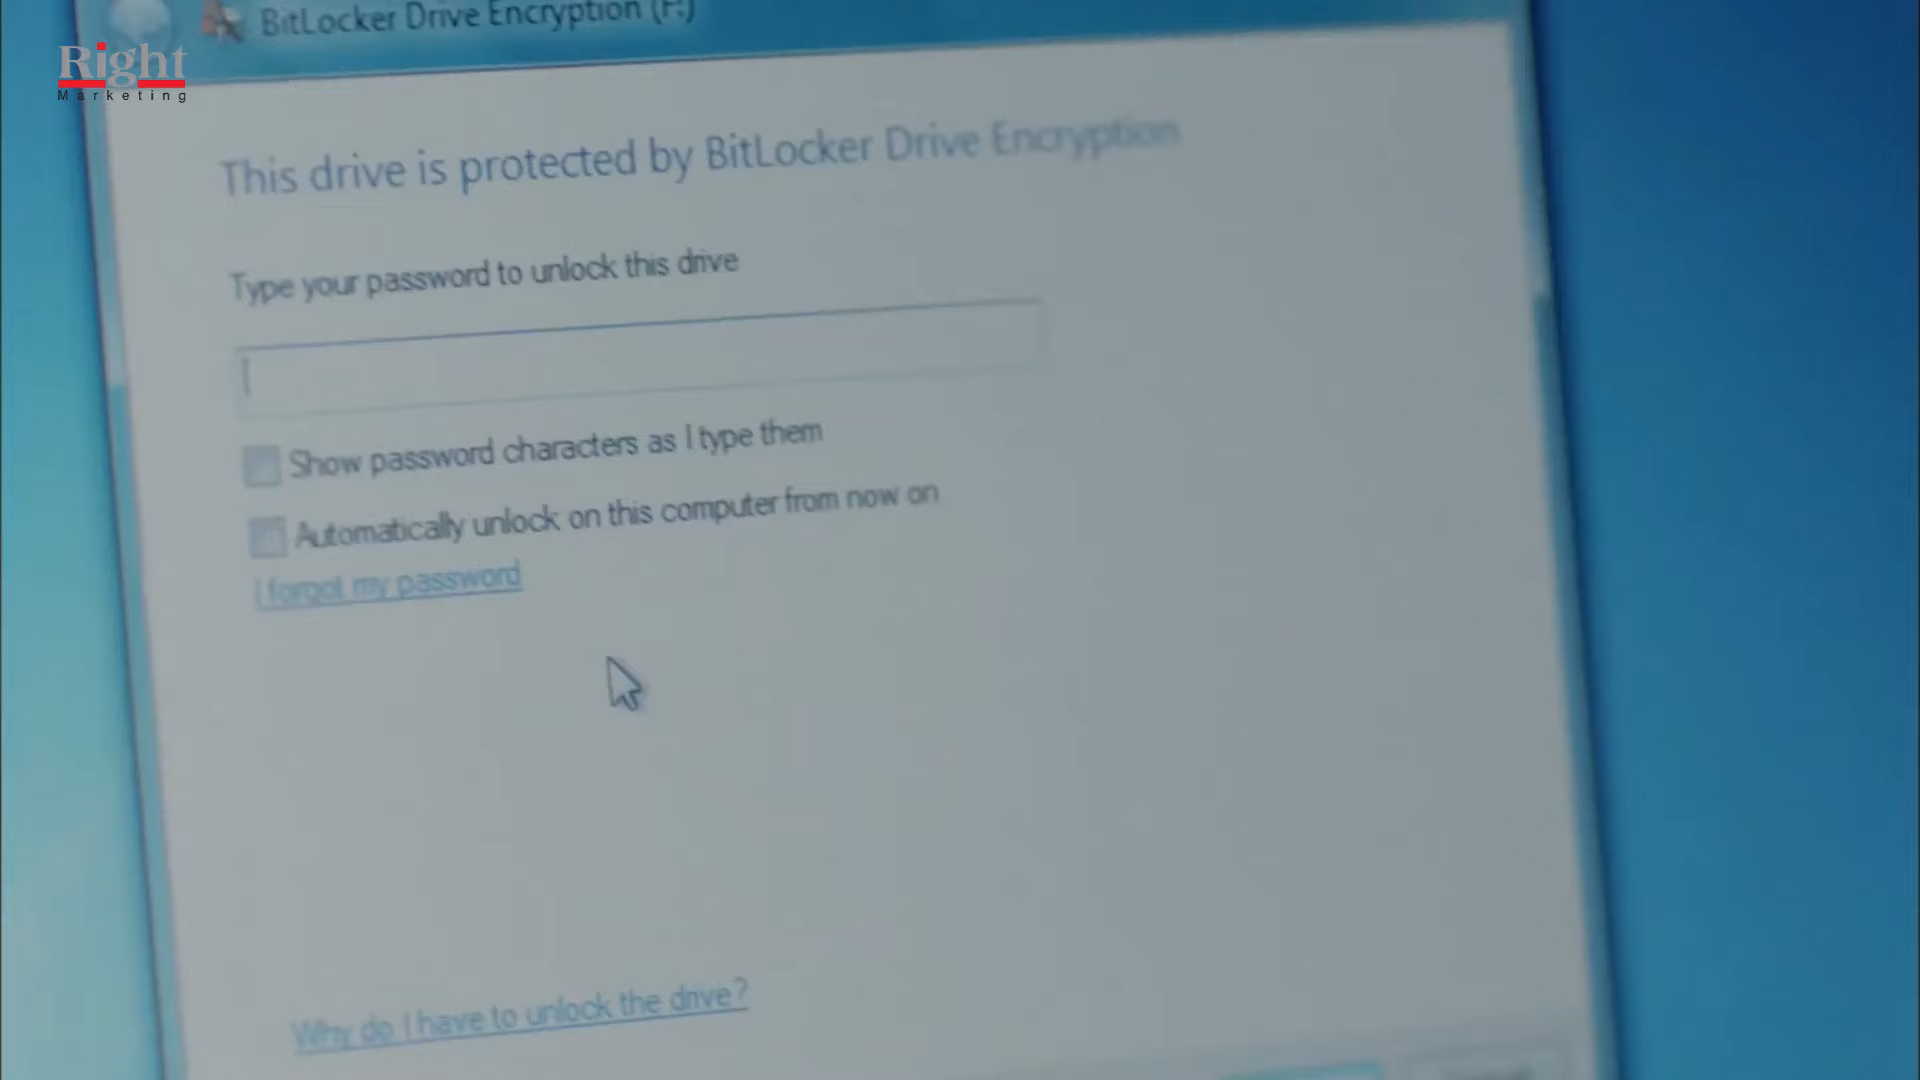 BitLocker Drive Encryption (F:)
Right
Marketing
This drive is protected by BitLocker Drive Encryption
Type your password to unlock this drive
Show password characters as I type them
Automatically unlock on this computer from now on
I forgot my password
Why do I have to unlock the drive?